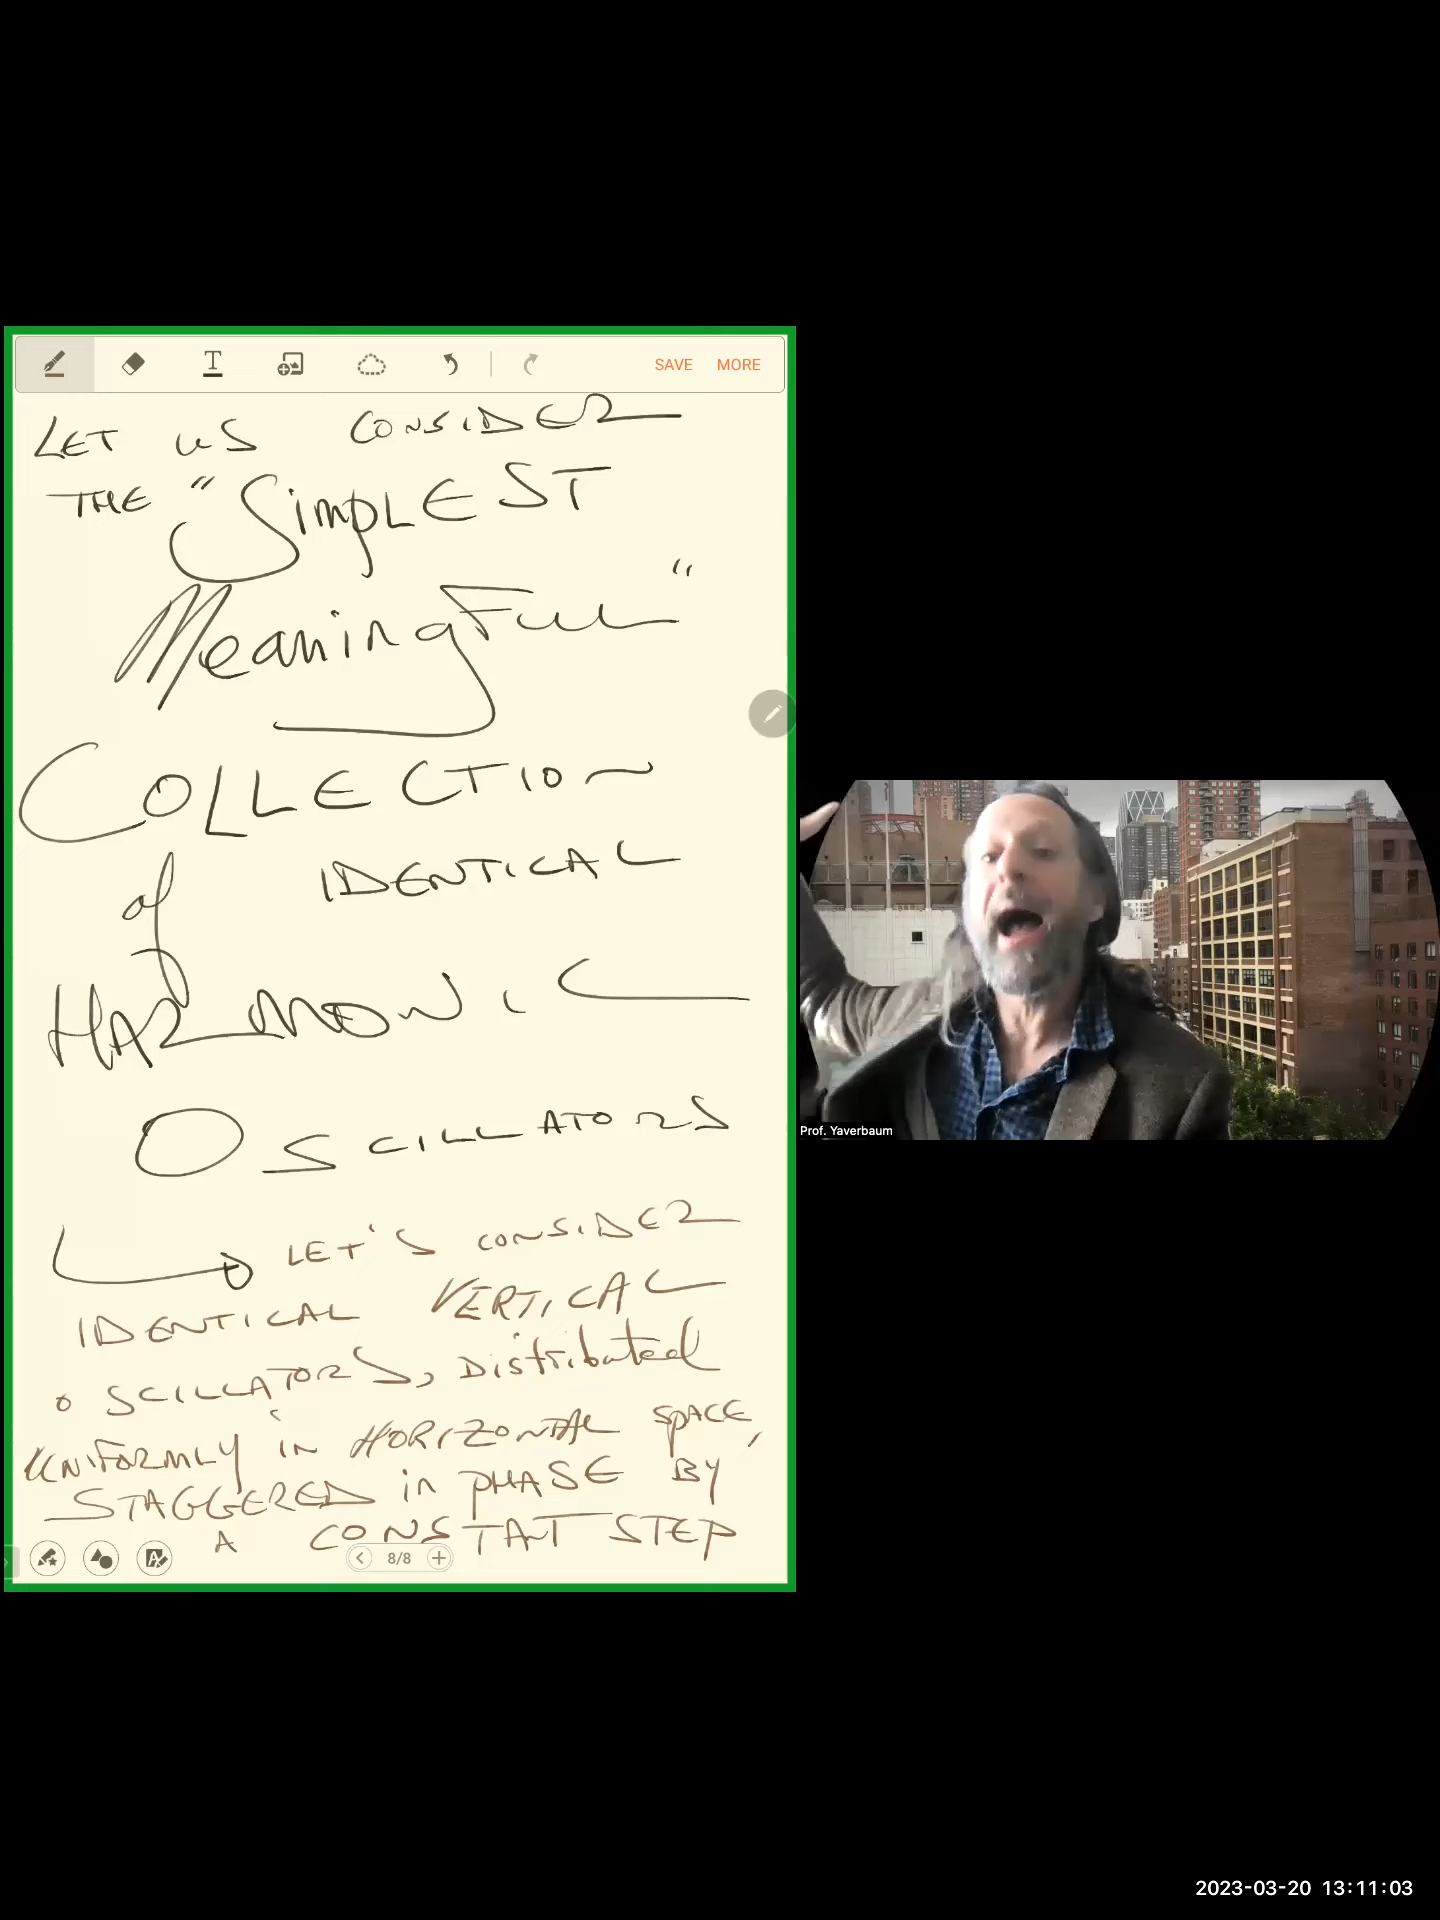 T
SAVE MORE
LET US CONSIDER
THE "SimpLEST
MeaningFuL"
COLLECTION
of IDENTICAL
HARMONIC
OSCILLATORS
LET'S CONSIDER
IDENTICAL VERTICAL
OSCILLATORS, DIstributed
UNIFORMLY IN HORIZONTAL SPACE,
STAGGERED in PHASE BY
A CONSTANT STEP
8/8
Prof. Yaverbaum
2023-03-20 13:11:03